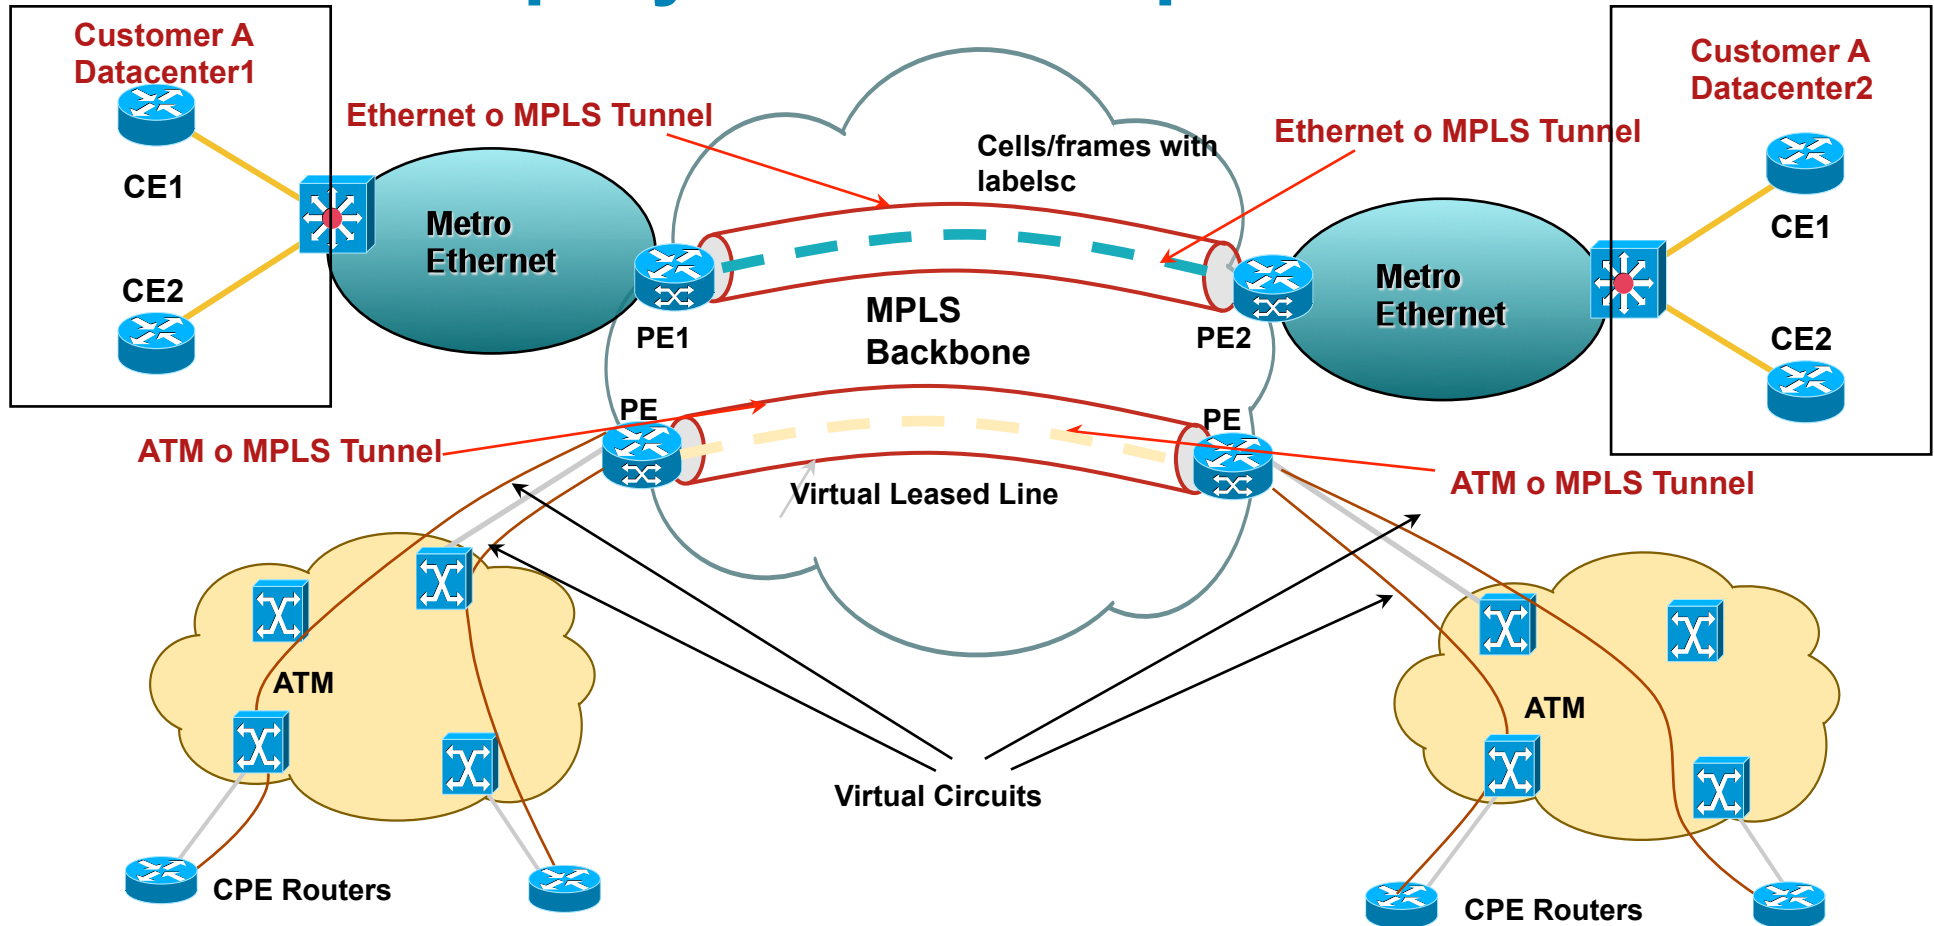 Customer A
Datacenter1
Customer A
Datacenter2
Ethernet o MPLS Tunnel
Ethernet o MPLS Tunnel
Cells/frames with
labelsc
CE1
CE1
Metro
Ethernet
Metro
Ethernet
CE2
CE2
PE1
MPLS
Backbone
PE2
PE
PE
ATM o MPLS Tunnel
ATM o MPLS Tunnel
Virtual Leased Line
ATM
ATM
Virtual Circuits
CPE Routers
CPE Routers